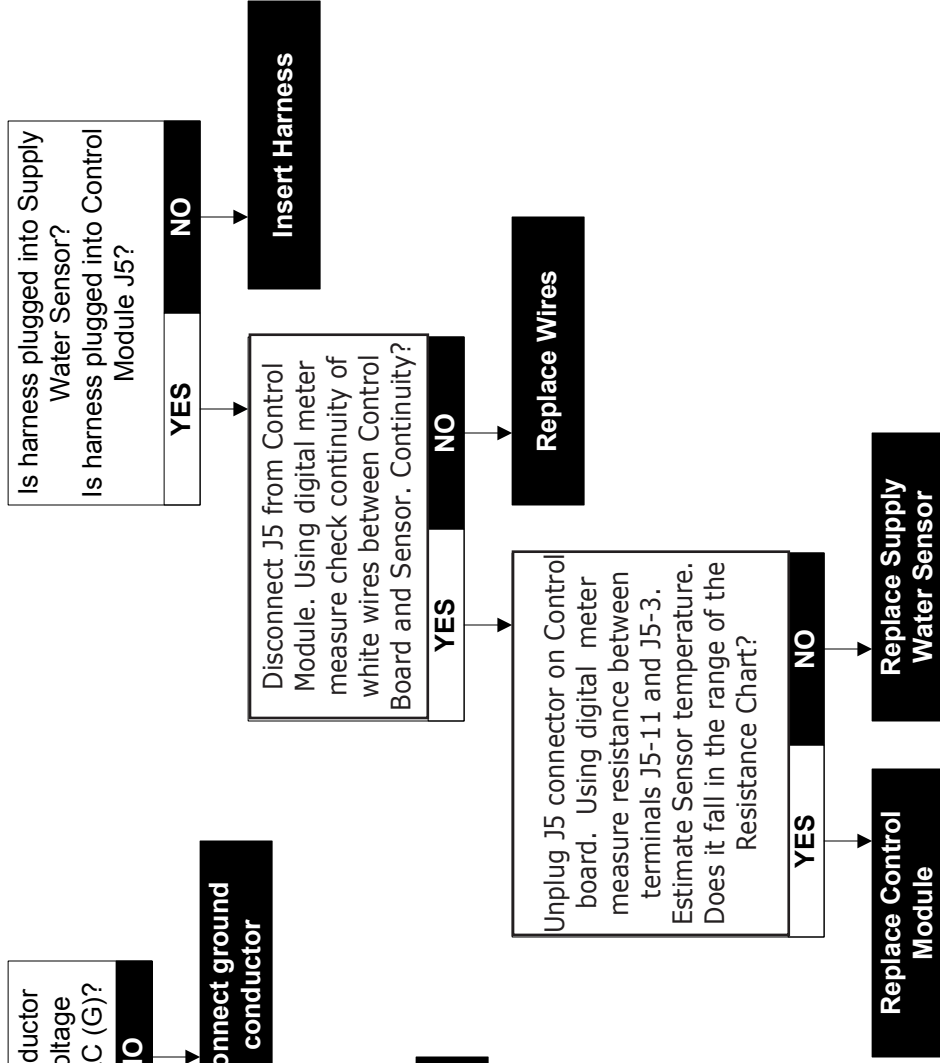 Is harness plugged into Supply
Water Sensor?
Is harness plugged into Control
Module J5?
YES
NO
Insert Harness
Disconnect J5 from Control
Module. Using digital meter
measure check continuity of
white wires between Control
Board and Sensor. Continuity?
YES
NO
Replace Wires
Unplug J5 connector on Control
board. Using digital meter
measure resistance between
terminals J5-11 and J5-3.
Estimate Sensor temperature.
Does it fall in the range of the
Resistance Chart?
YES
NO
Replace Control
Module
Replace Supply
Water Sensor
C (G)?
ground
conductor